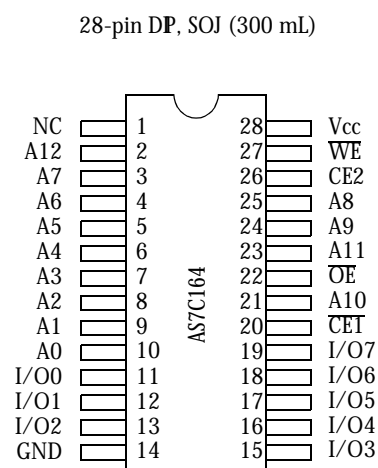 28-pin DIP, SOJ (300 mL)
NC 1 28 Vcc
A12 2 27 W̅E̅
A7 3 26 CE2
A6 4 25 A8
A5 5 24 A9
A4 6 23 A11
A3 7 22 O̅E̅
A2 8 21 A10
A1 9 20 C̅E̅1̅
A0 10 19 I/O7
I/O0 11 18 I/O6
I/O1 12 17 I/O5
I/O2 13 16 I/O4
GND 14 15 I/O3
AS7C164